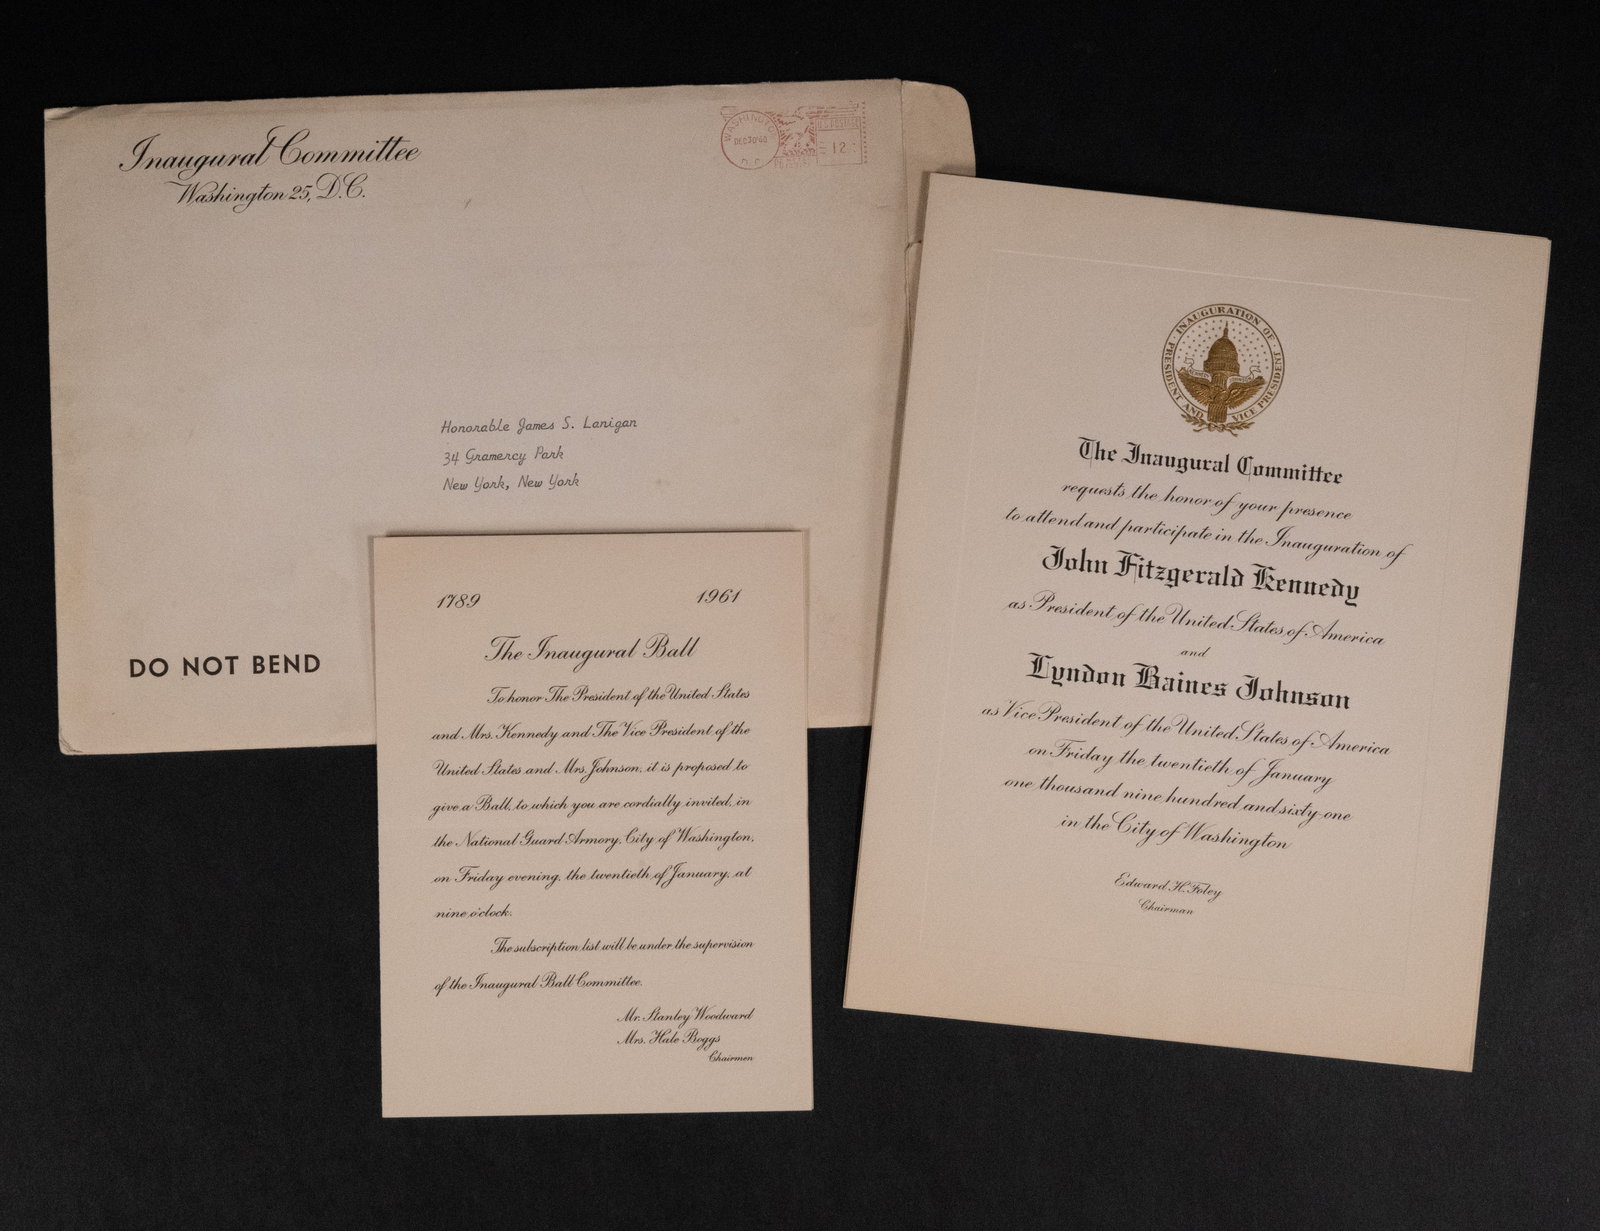 Inaugural Committee
Washington 25, D.C.
WASHINGTON
DEC 30 '60
D.C.
12
Honorable James S. Lanigan
34 Gramercy Park
New York, New York
DO NOT BEND
1789 1961
The Inaugural Ball
To honor The President of the United States
and Mrs. Kennedy and The Vice President of the
United States and Mrs. Johnson, it is proposed to
give a Ball, to which you are cordially invited, in
the National Guard Armory, City of Washington,
on Friday evening, the twentieth of January, at
nine o'clock.
The subscription list will be under the supervision
of the Inaugural Ball Committee.
Mr. Stanley Woodward
Mrs. Hale Boggs
Chairmen
INAUGURATION OF PRESIDENT AND VICE PRESIDENT
KENNEDY JOHNSON
The Inaugural Committee
requests the honor of your presence
to attend and participate in the Inauguration of
John Fitzgerald Kennedy
as President of the United States of America
and
Lyndon Baines Johnson
as Vice President of the United States of America
on Friday the twentieth of January
one thousand nine hundred and sixty-one
in the City of Washington
Edward H. Foley
Chairman